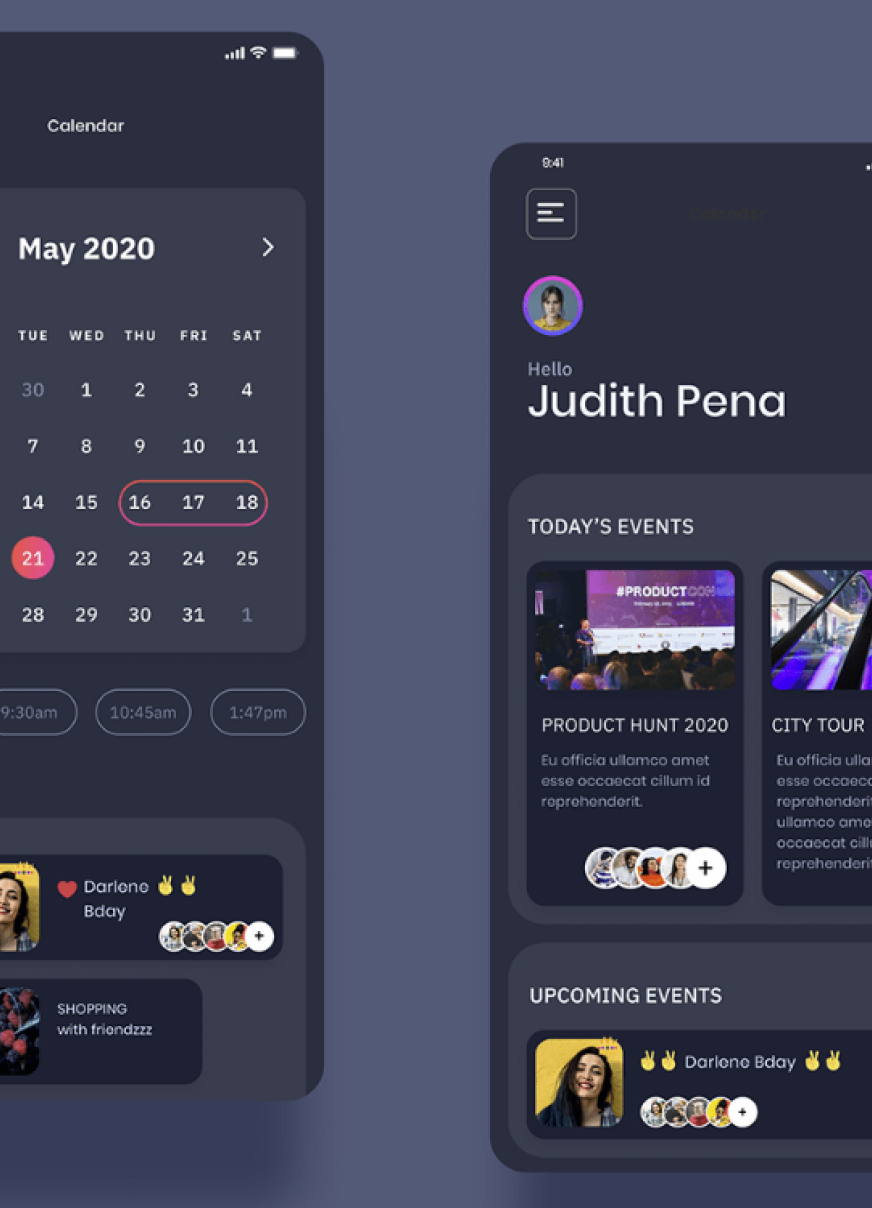 Calendar
May 2020
TUE WED THU FRI SAT
30 1 2 3 4
7 8 9 10 11
14 15 16 17 18
21 22 23 24 25
28 29 30 31 1
9:30am 10:45am 1:47pm
Darlene ✌️✌️
Bday
+
SHOPPING
with friendzzz
9:41
Calendar
Hello
Judith Pena
TODAY'S EVENTS
#PRODUCTCON
PRODUCT HUNT 2020
Eu officia ullamco amet
esse occaecat cillum id
reprehenderit.
+
CITY TOUR
Eu officia ulla
esse occaeca
reprehenderit
ullamco ame
occaecat cill
reprehenderit
UPCOMING EVENTS
✌️✌️ Darlene Bday ✌️✌️
+